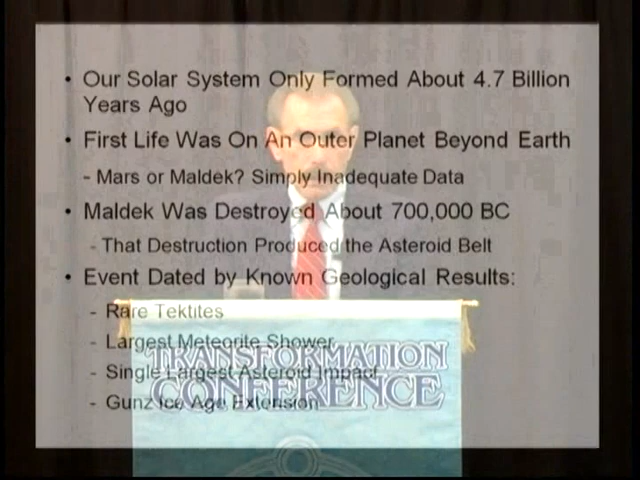 • Our Solar System Only Formed About 4.7 Billion
Years Ago
• First Life Was On An Outer Planet Beyond Earth
- Mars or Maldek? Simply Inadequate Data
• Maldek Was Destroyed About 700,000 BC
- That Destruction Produced the Asteroid Belt
• Event Dated by Known Geological Results:
- Rare Tektites
- Largest Meteorite Shower
- Single Largest Asteroid Impact
- Gunz Ice Age Extension
TRANSFORMATION
CONFERENCE